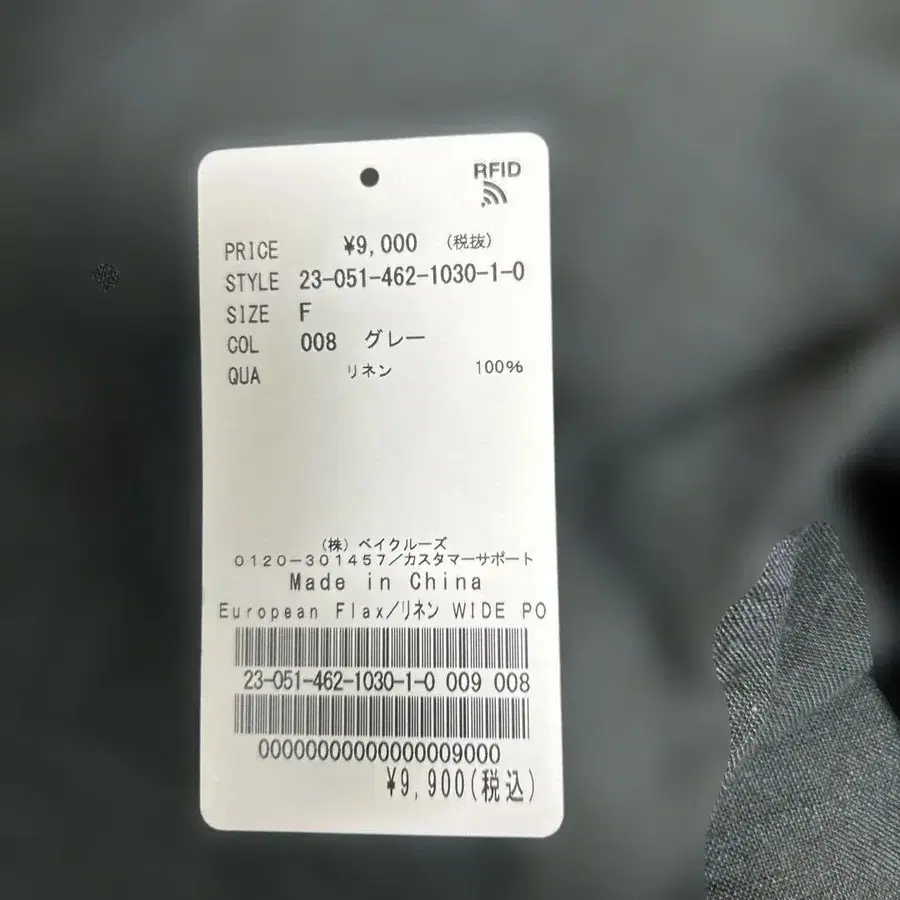 RFID
PRICE ¥9,000 (税抜)
STYLE 23-051-462-1030-1-0
SIZE F
COL 008 グレー
QUA リネン 100%
(株) ベイクルーズ
0120-301457/カスタマーサポート
Made in China
European Flax/リネン WIDE PO
23-051-462-1030-1-0 009 008
00000000000000009000
¥9,900(税込)